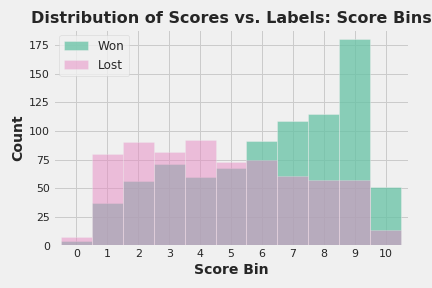 Distribution of Scores vs. Labels: Score Bins
Won
Lost
175
150
125
100
75
50
25
0
Count
0 1 2 3 4 5 6 7 8 9 10
Score Bin